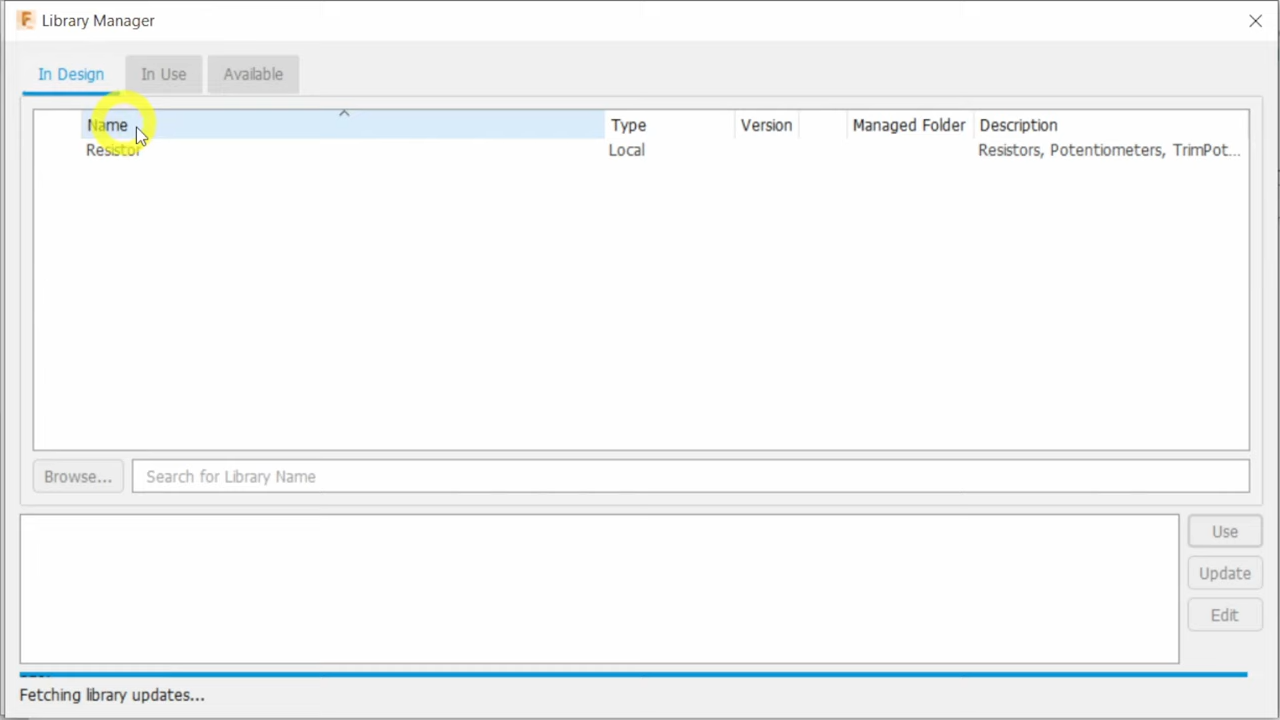 Library Manager
In Design In Use Available
Name Type Version Managed Folder Description
Resistor Local Resistors, Potentiometers, TrimPot...
Browse... Search for Library Name
Use
Update
Edit
Fetching library updates...